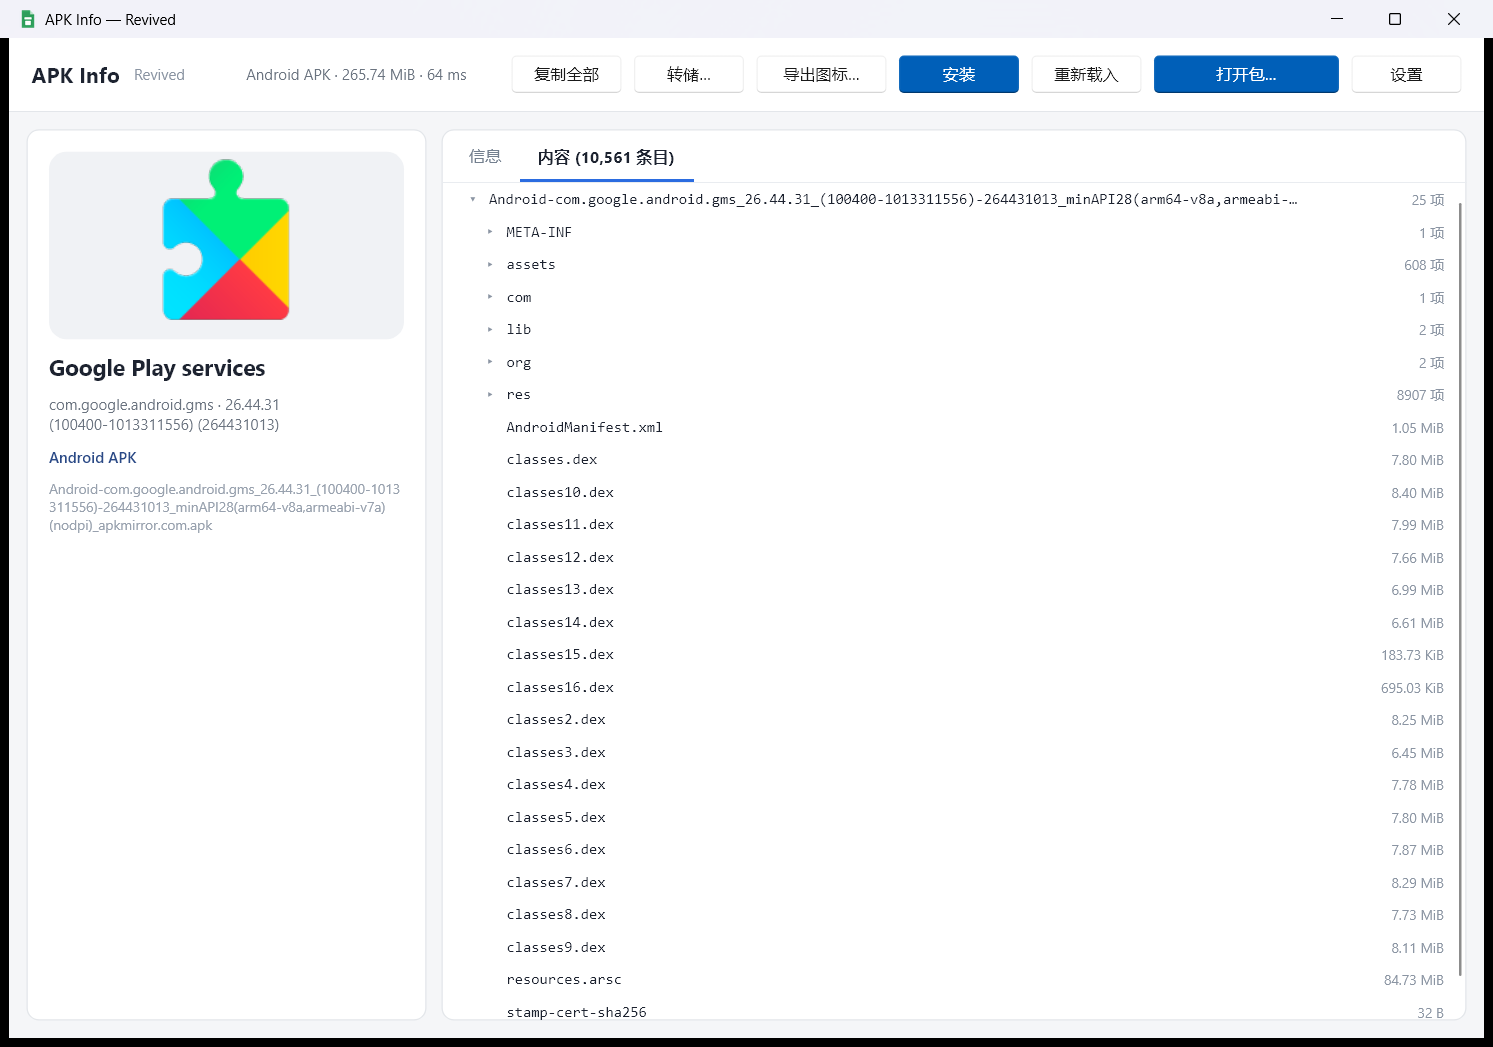 APK Info — Revived
APK Info Revived Android APK · 265.74 MiB · 64 ms 复制全部 转储... 导出图标... 安装 重新载入 打开包... 设置
Google Play services
com.google.android.gms · 26.44.31
(100400-1013311556) (264431013)
Android APK
Android-com.google.android.gms_26.44.31_(100400-1013
311556)-264431013_minAPI28(arm64-v8a,armeabi-v7a)
(nodpi)_apkmirror.com.apk
信息 内容 (10,561 条目)
Android-com.google.android.gms_26.44.31_(100400-1013311556)-264431013_minAPI28(arm64-v8a,armeabi-… 25 项
META-INF 1 项
assets 608 项
com 1 项
lib 2 项
org 2 项
res 8907 项
AndroidManifest.xml 1.05 MiB
classes.dex 7.80 MiB
classes10.dex 8.40 MiB
classes11.dex 7.99 MiB
classes12.dex 7.66 MiB
classes13.dex 6.99 MiB
classes14.dex 6.61 MiB
classes15.dex 183.73 KiB
classes16.dex 695.03 KiB
classes2.dex 8.25 MiB
classes3.dex 6.45 MiB
classes4.dex 7.78 MiB
classes5.dex 7.80 MiB
classes6.dex 7.87 MiB
classes7.dex 8.29 MiB
classes8.dex 7.73 MiB
classes9.dex 8.11 MiB
resources.arsc 84.73 MiB
stamp-cert-sha256 32 B